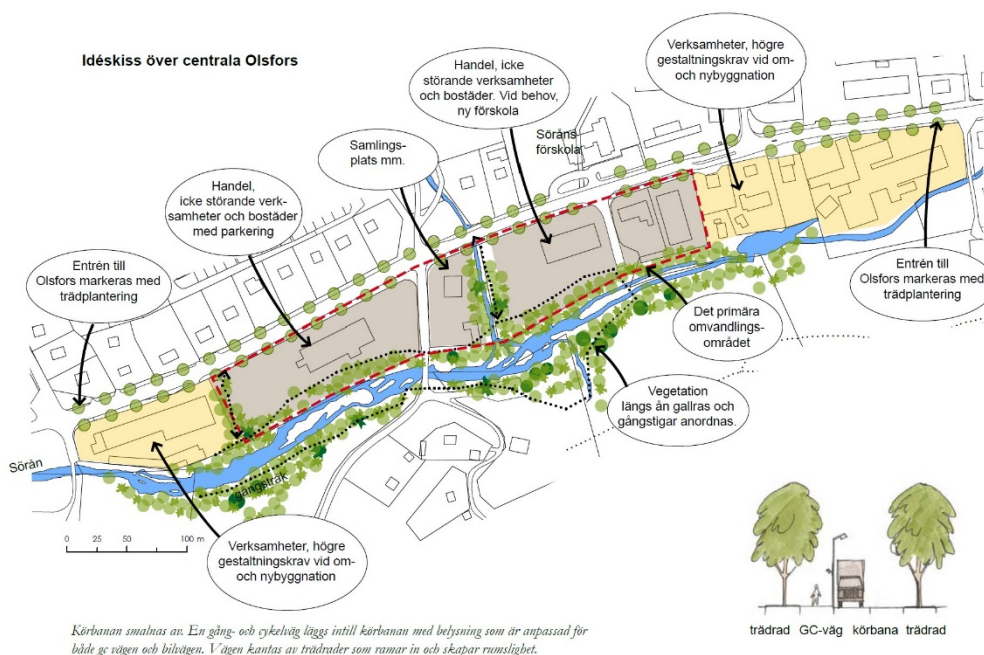 Idéskiss över centrala Olsfors
Handel, icke
störande verksamheter
och bostäder. Vid behov,
ny förskola
Verksamheter, högre
gestaltningskrav vid om-
och nybyggnation
Söråns
förskola
Samlings-
plats mm.
Handel,
icke störande verk-
samheter och bostäder
med parkering
Entrén till
Olsfors markeras med
trädplantering
Entrén till
Olsfors markeras med
trädplantering
Det primära
omvandlings-
området
Vegetation
längs ån gallras och
gångstigar anordnas.
Sörån
gångstråk
0 25 50 100 m
Verksamheter, högre
gestaltningskrav vid om-
och nybyggnation
trädrad GC-väg körbana trädrad
Körbanan smalnas av. En gång- och cykelväg läggs intill körbanan med belysning som är anpassad för
både gc vägen och bilvägen. Vägen kantas av trädrader som ramar in och skapar rumslighet.